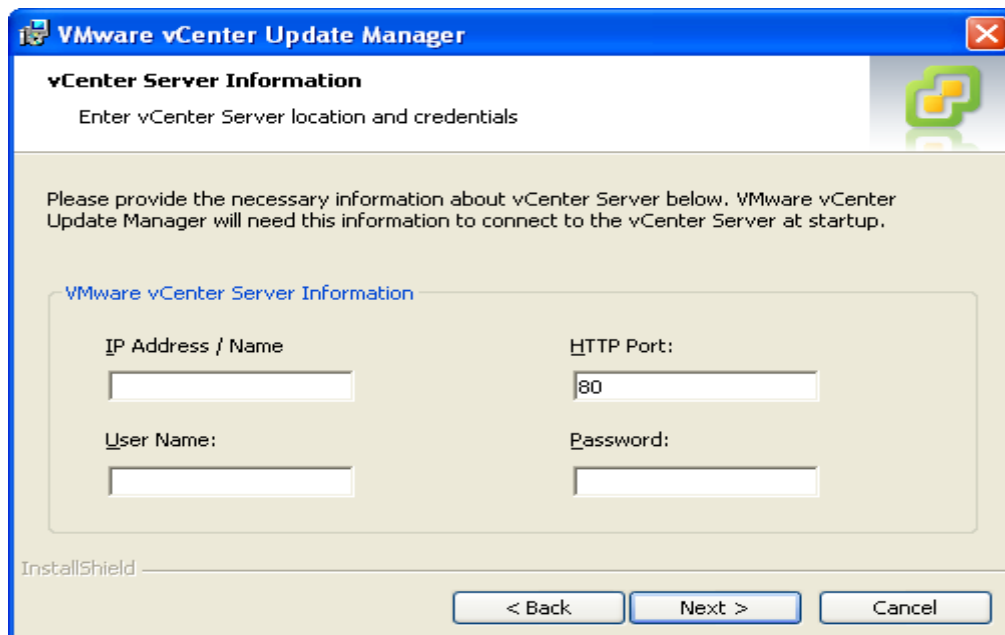 VMware vCenter Update Manager
vCenter Server Information
Enter vCenter Server location and credentials
Please provide the necessary information about vCenter Server below. VMware vCenter
Update Manager will need this information to connect to the vCenter Server at startup.
VMware vCenter Server Information
IP Address / Name
HTTP Port:
80
User Name:
Password:
InstallShield
< Back
Next >
Cancel